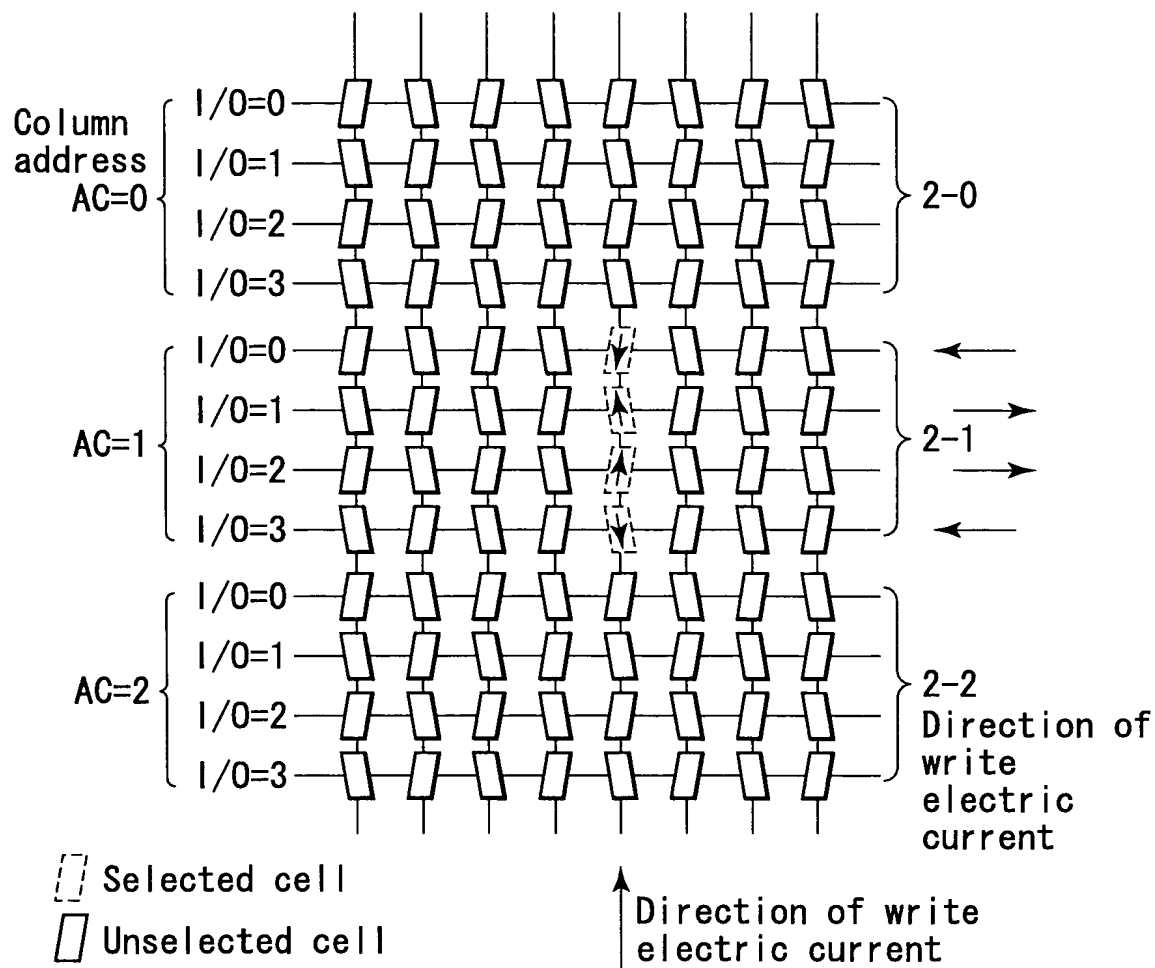 Column
address
AC=0
I/O=0
I/O=1
I/O=2
I/O=3
2-0
AC=1
I/O=0
I/O=1
I/O=2
I/O=3
2-1
AC=2
I/O=0
I/O=1
I/O=2
I/O=3
2-2
Direction of
write
electric
current
Selected cell
Unselected cell
Direction of write
electric current